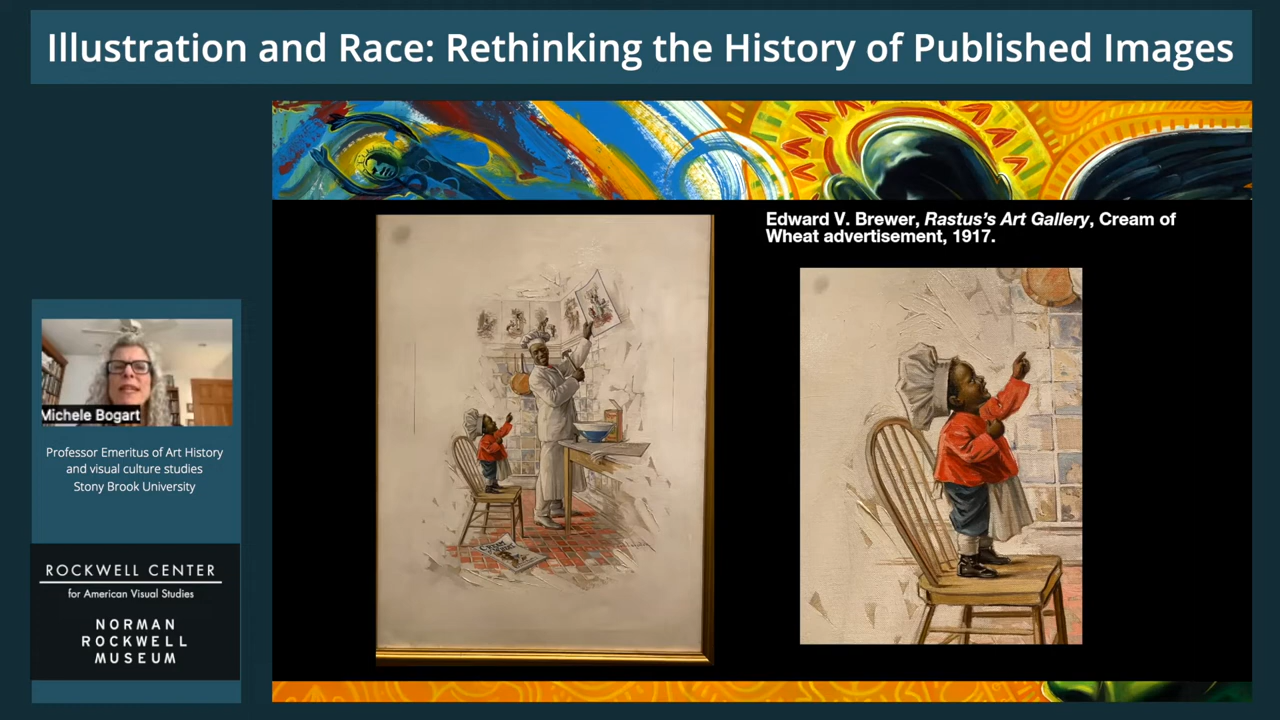 Illustration and Race: Rethinking the History of Published Images
Edward V. Brewer, Rastus's Art Gallery, Cream of
Wheat advertisement, 1917.
Michele Bogart
Professor Emeritus of Art History
and visual culture studies
Stony Brook University
ROCKWELL CENTER
for American Visual Studies
NORMAN
ROCKWELL
MUSEUM